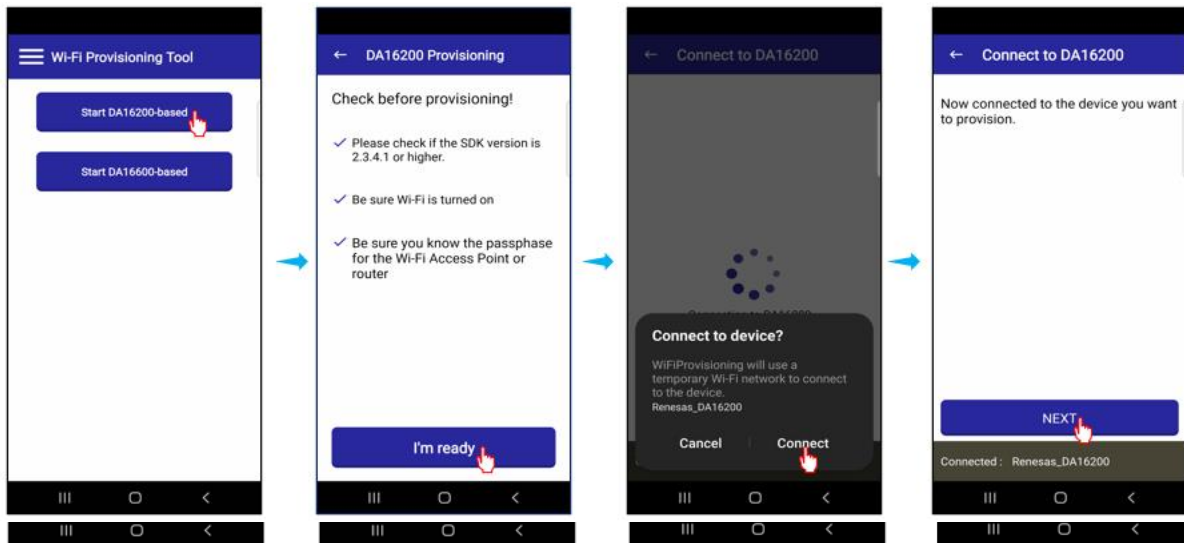 Wi-Fi Provisioning Tool
Start DA16200-based
Start DA16600-based
DA16200 Provisioning
Check before provisioning!
Please check if the SDK version is
2.3.4.1 or higher.
Be sure Wi-Fi is turned on
Be sure you know the passphase
for the Wi-Fi Access Point or
router
I'm ready
Connect to DA16200
Connect to device?
WiFiProvisioning will use a
temporary Wi-Fi network to connect
to the device.
Renesas_DA16200
Cancel
Connect
Connect to DA16200
Now connected to the device you want
to provision.
NEXT
Connected : Renesas_DA16200